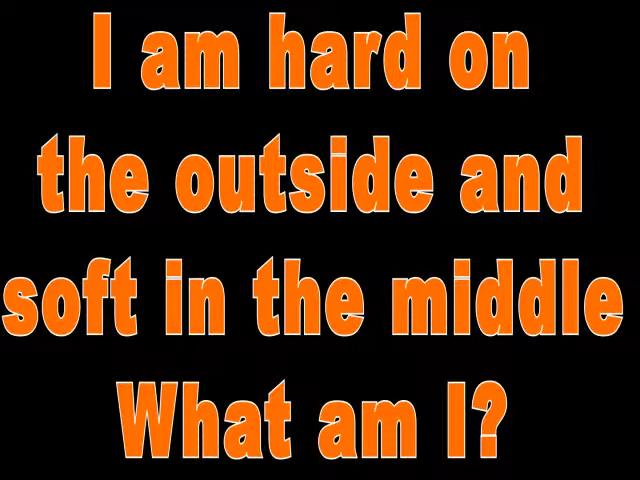 I am hard on
the outside and
soft in the middle
What am I?